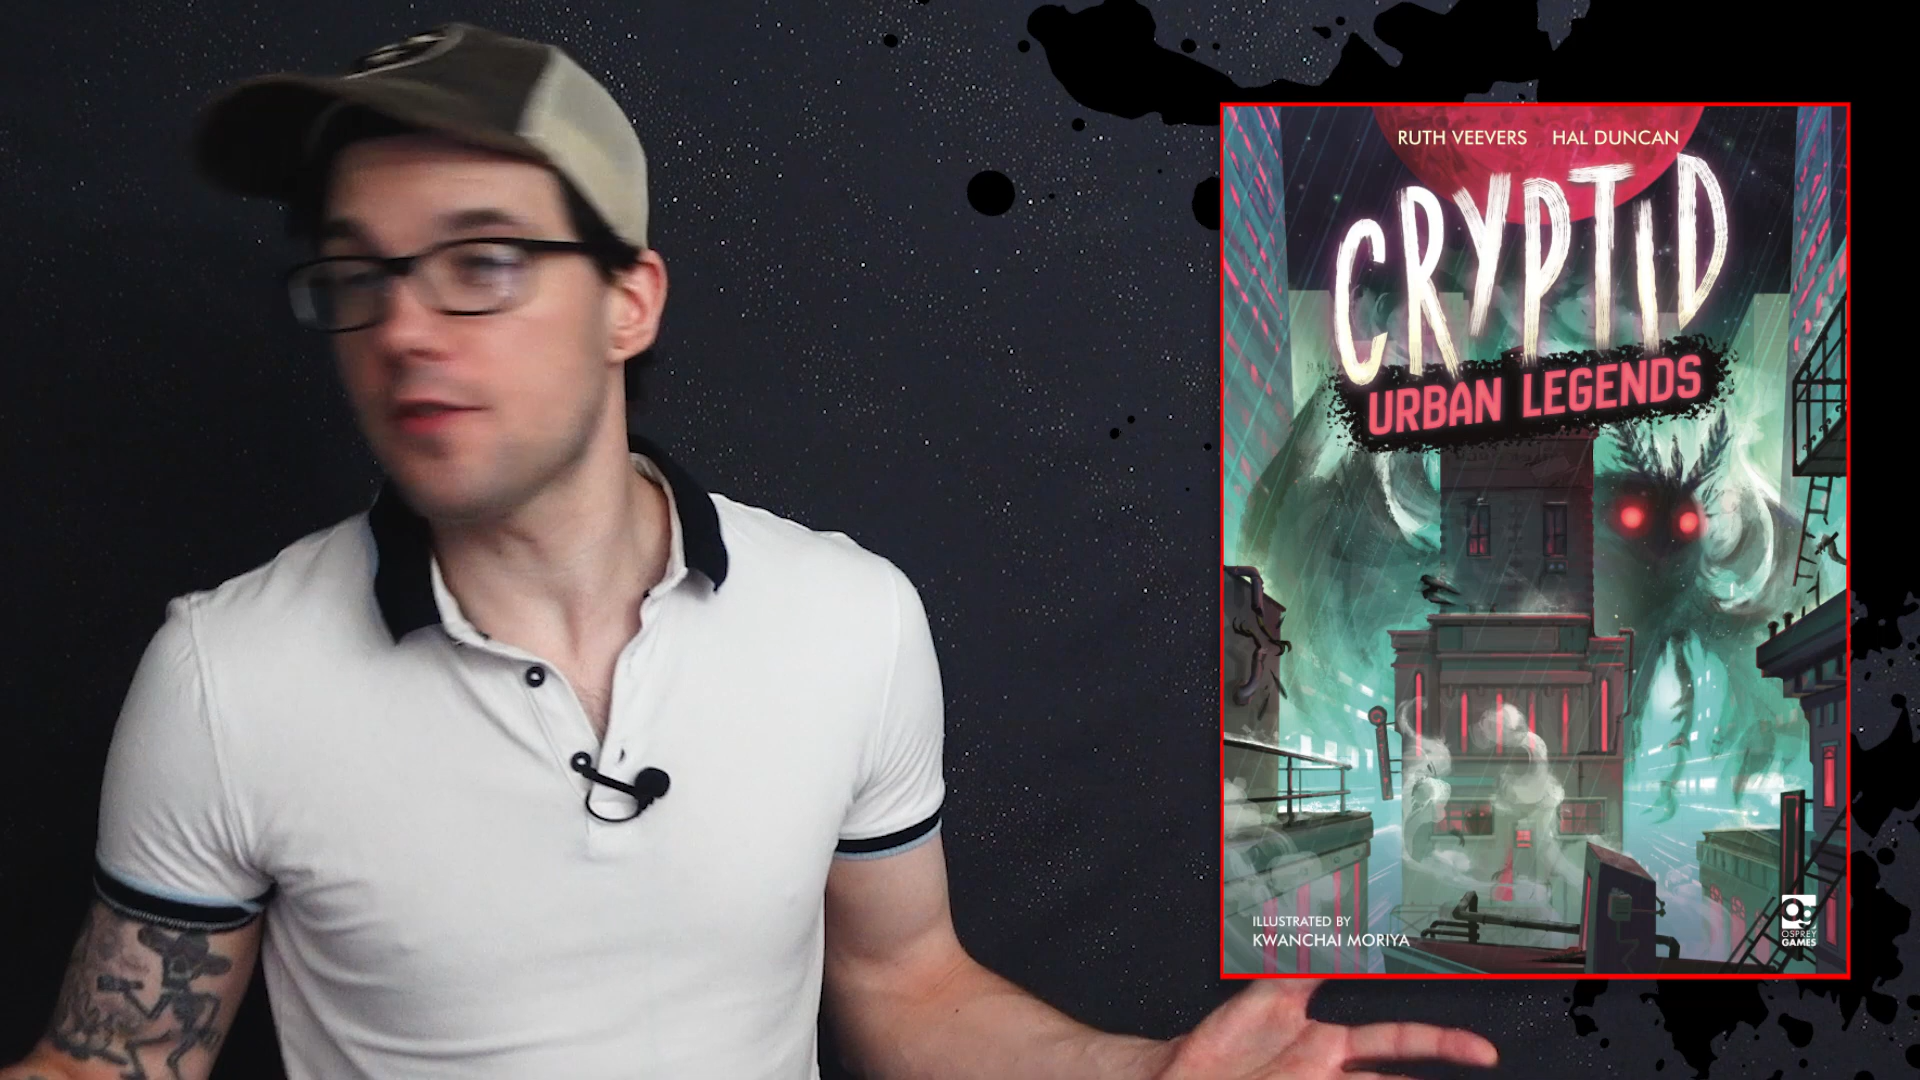 RUTH VEEVERS HAL DUNCAN
CRYPTID
URBAN LEGENDS
ILLUSTRATED BY
KWANCHAI MORIYA
OSPREY
GAMES